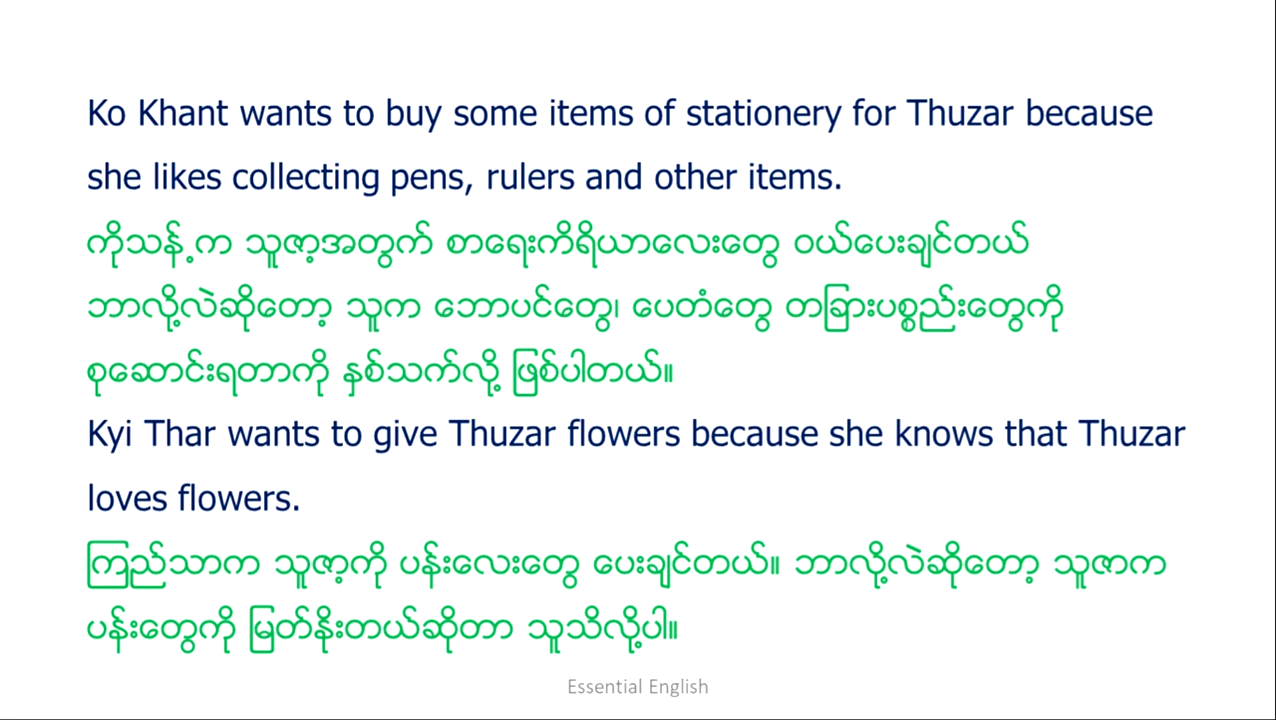 Ko Khant wants to buy some items of stationery for Thuzar because
she likes collecting pens, rulers and other items.
ကိုသန့်က သူဇာ့အတွက် စာရေးကိရိယာလေးတွေ ဝယ်ပေးချင်တယ်
ဘာလို့လဲဆိုတော့ သူက ဘောပင်တွေ၊ ပေတံတွေ တခြားပစ္စည်းတွေကို
စုဆောင်းရတာကို နှစ်သက်လို့ ဖြစ်ပါတယ်။
Kyi Thar wants to give Thuzar flowers because she knows that Thuzar
loves flowers.
ကြည်သာက သူဇာ့ကို ပန်းလေးတွေ ပေးချင်တယ်။ ဘာလို့လဲဆိုတော့ သူဇာက
ပန်းတွေကို မြတ်နိုးတယ်ဆိုတာ သူသိလို့ပါ။
Essential English